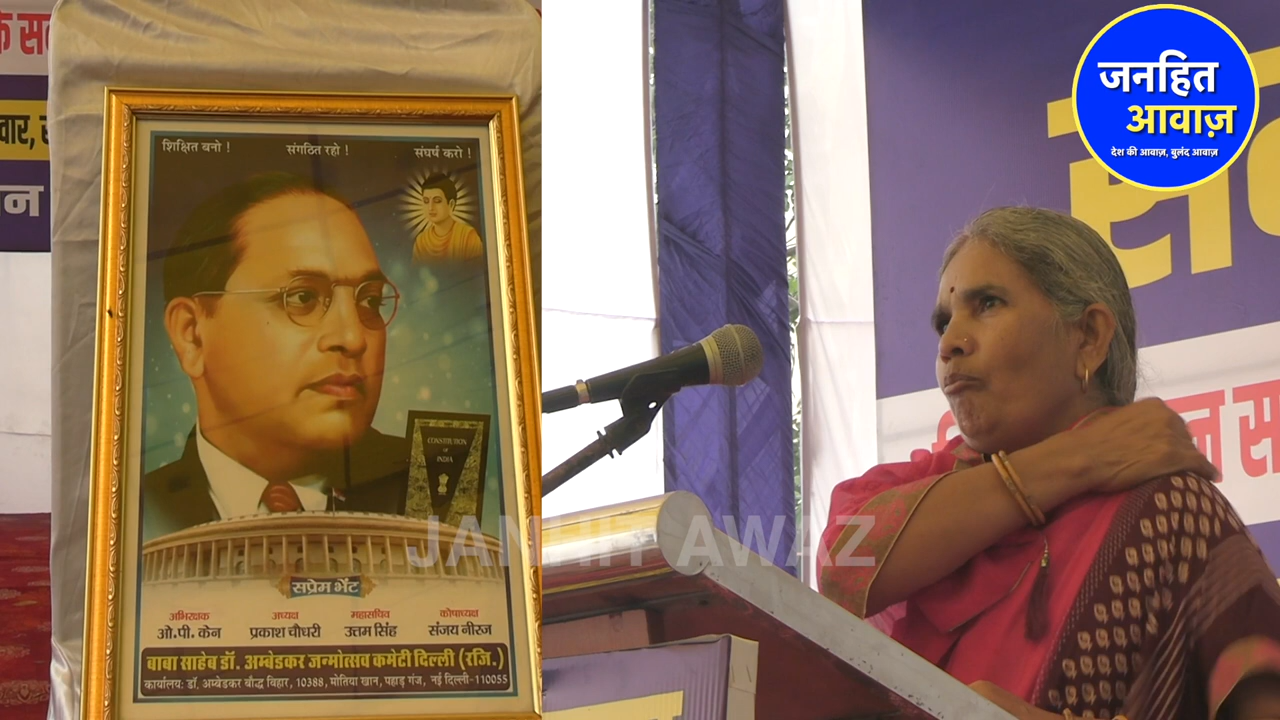 शिक्षित बनो !
संगठित रहो !
संघर्ष करो !
CONSTITUTION
OF
INDIA
सप्रेम भेंट
अभिरक्षक
ओ.पी. केन
अध्यक्ष
प्रकाश चौधरी
महासचिव
उत्तम सिंह
कोषाध्यक्ष
संजय नीरज
बाबा साहेब डॉ. अम्बेडकर जन्मोत्सव कमेटी दिल्ली (रजि.)
कार्यालय: डॉ. अम्बेडकर बौद्ध विहार, 10388, मोतिया खान, पहाड़ गंज, नई दिल्ली-110055
जनहित
आवाज़
देश की आवाज़, बुलंद आवाज़
JANHIT AWAZ